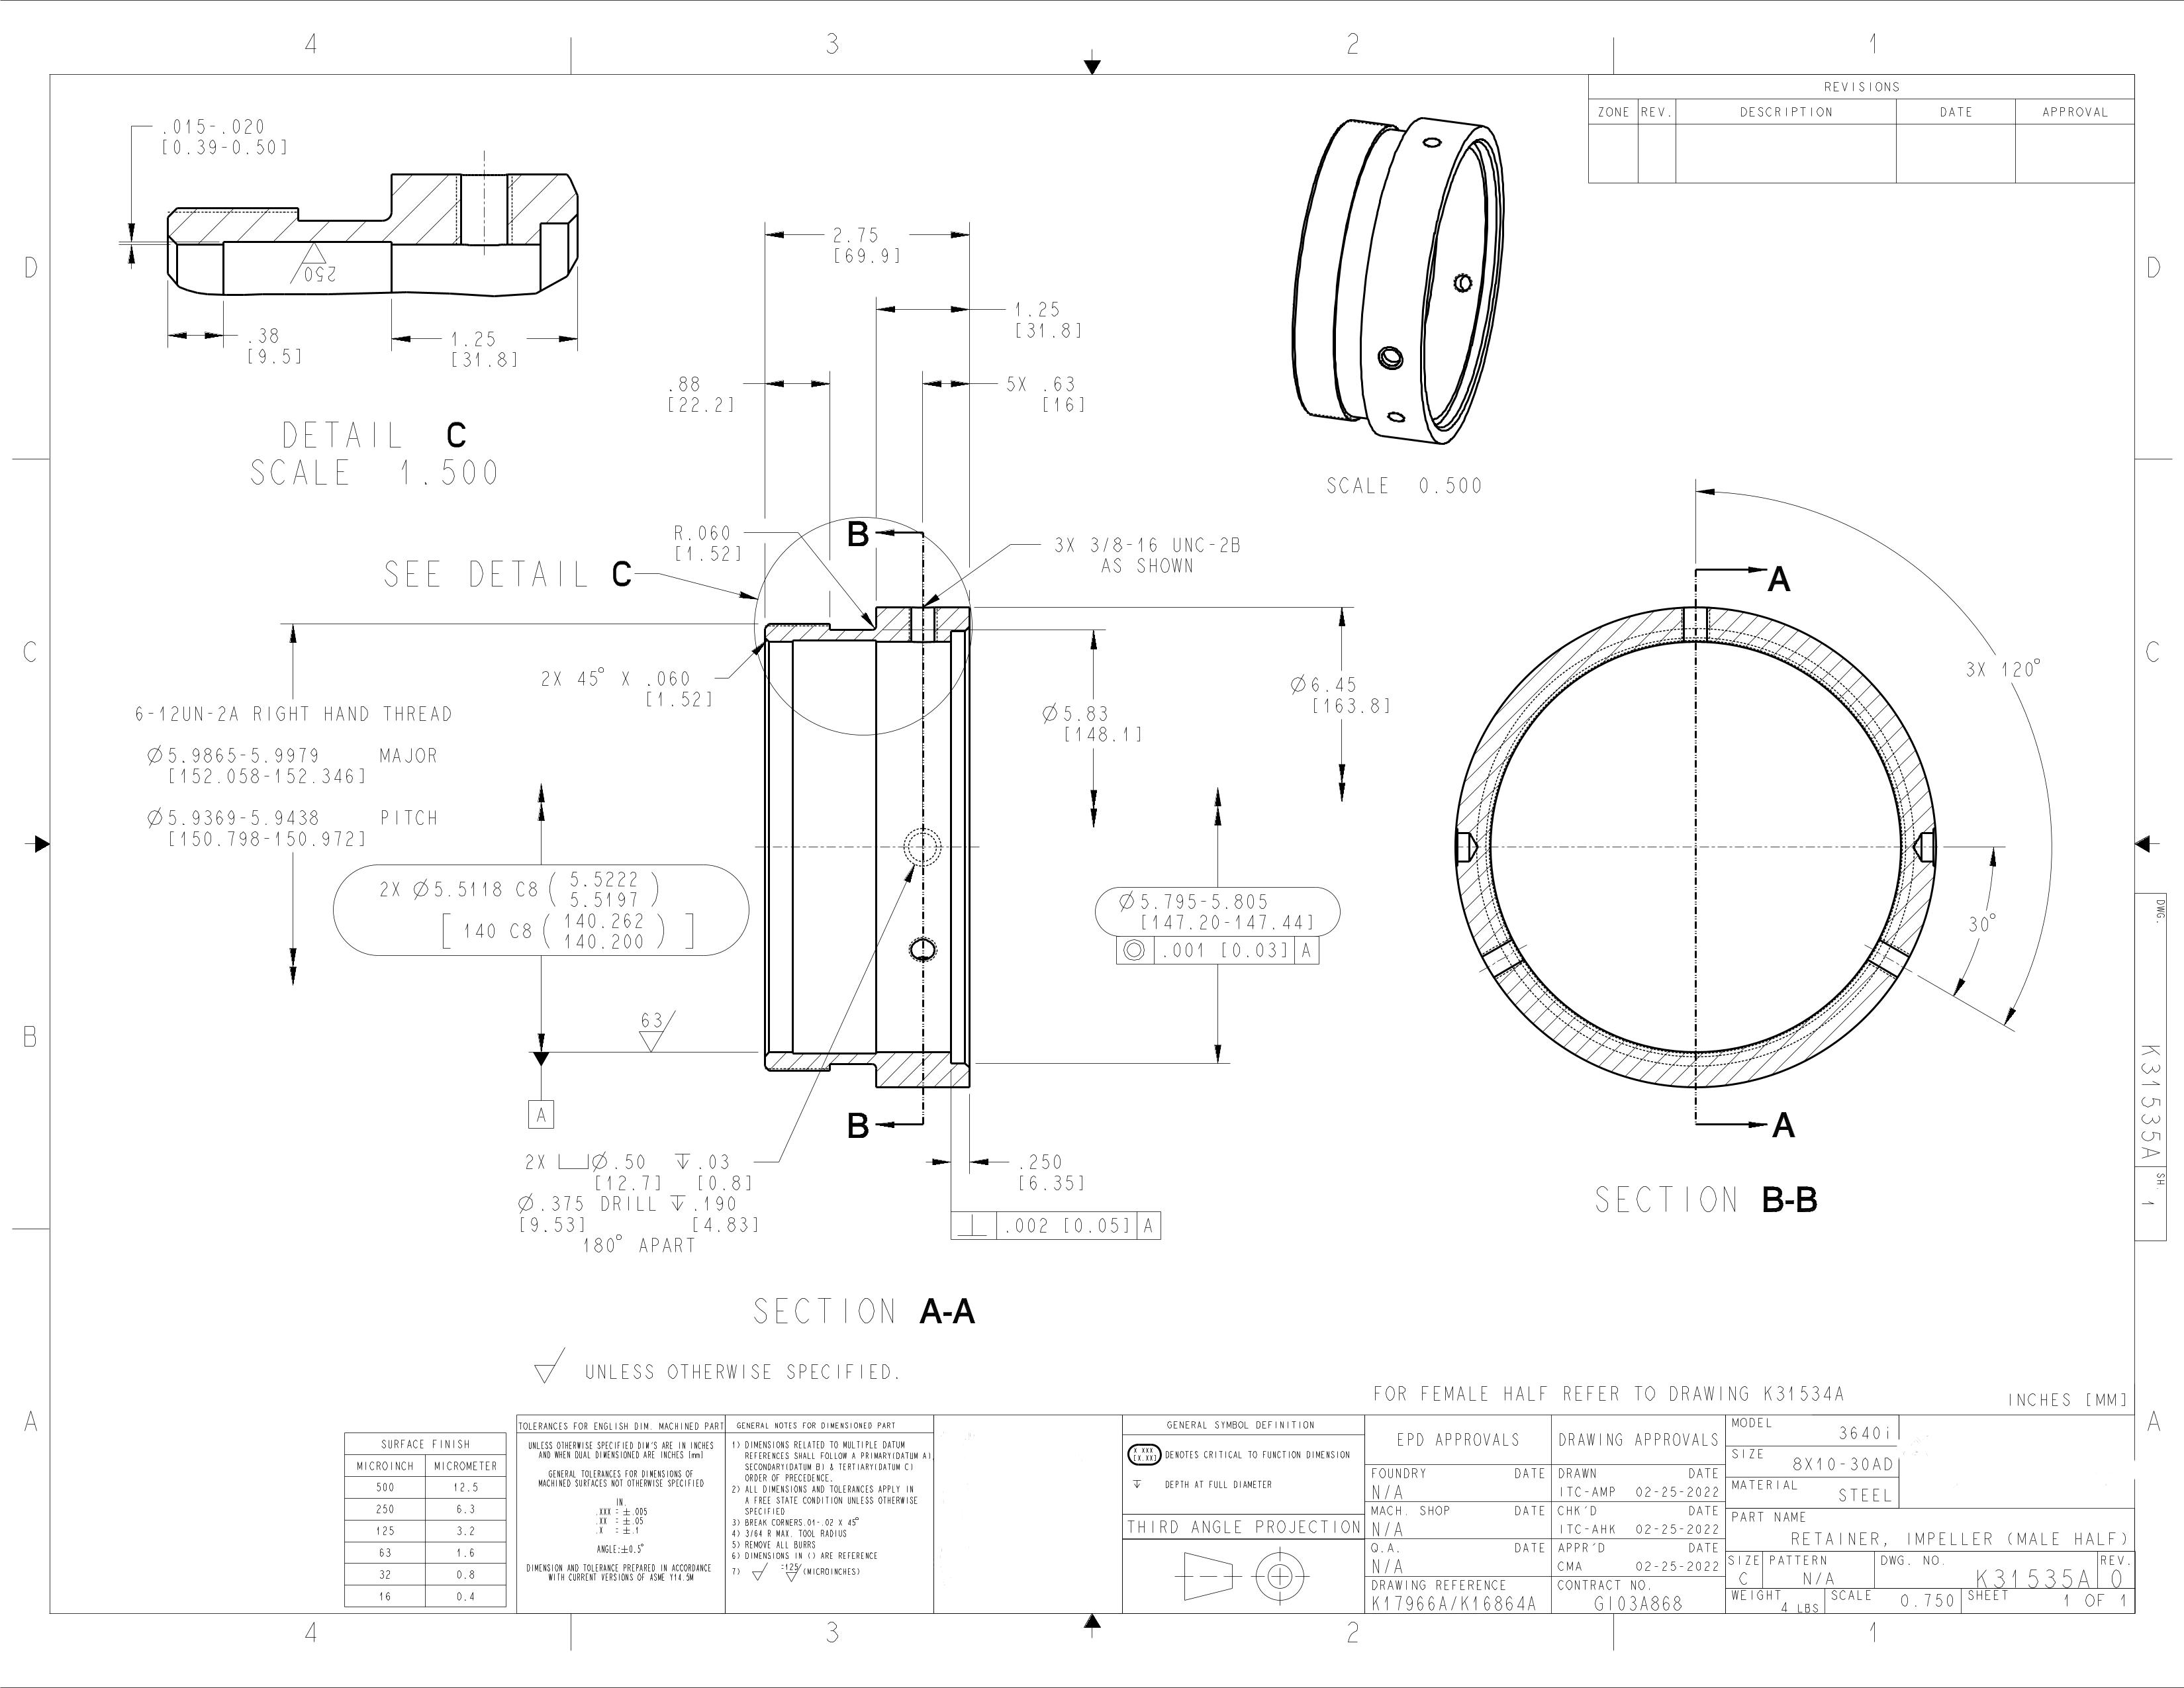 4
3
2
1
REVISIONS
ZONE REV. DESCRIPTION DATE APPROVAL
D
D
.015-.020
[0.39-0.50]
250
.38
[9.5]
1.25
[31.8]
DETAIL C
SCALE 1.500
2.75
[69.9]
1.25
[31.8]
.88
[22.2]
5X .63
[16]
SCALE 0.500
R.060
[1.52]
B
3X 3/8-16 UNC-2B
AS SHOWN
SEE DETAIL C
A
C
C
2X 45° X .060
[1.52]
3X 120°
6-12UN-2A RIGHT HAND THREAD
Ø5.9865-5.9979 MAJOR
[152.058-152.346]
Ø5.9369-5.9438 PITCH
[150.798-150.972]
Ø5.83
[148.1]
Ø6.45
[163.8]
2X Ø5.5118 C8 ( 5.5222
5.5197 )
[ 140 C8 ( 140.262
140.200 ) ]
Ø5.795-5.805
[147.20-147.44]
◎ .001 [0.03] A
30°
63
B
A
B
A
DWG.
K31535A
SH.
1
2X ⌴Ø.50 ↧.03
[12.7] [0.8]
Ø.375 DRILL ↧.190
[9.53] [4.83]
180° APART
.250
[6.35]
⊥ .002 [0.05] A
SECTION B-B
SECTION A-A
UNLESS OTHERWISE SPECIFIED.
FOR FEMALE HALF REFER TO DRAWING K31534A
INCHES [MM]
A
A
SURFACE FINISH
MICROINCH MICROMETER
500 12.5
250 6.3
125 3.2
63 1.6
32 0.8
16 0.4
TOLERANCES FOR ENGLISH DIM. MACHINED PART
UNLESS OTHERWISE SPECIFIED DIM'S ARE IN INCHES
AND WHEN DUAL DIMENSIONED ARE INCHES [mm]
GENERAL TOLERANCES FOR DIMENSIONS OF
MACHINED SURFACES NOT OTHERWISE SPECIFIED
IN.
.XXX = ±.005
.XX = ±.05
.X = ±.1
ANGLE:±0.5°
DIMENSION AND TOLERANCE PREPARED IN ACCORDANCE
WITH CURRENT VERSIONS OF ASME Y14.5M
GENERAL NOTES FOR DIMENSIONED PART
1) DIMENSIONS RELATED TO MULTIPLE DATUM
REFERENCES SHALL FOLLOW A PRIMARY(DATUM A),
SECONDARY(DATUM B) & TERTIARY(DATUM C)
ORDER OF PRECEDENCE.
2) ALL DIMENSIONS AND TOLERANCES APPLY IN
A FREE STATE CONDITION UNLESS OTHERWISE
SPECIFIED
3) BREAK CORNERS.01-.02 X 45°
4) 3/64 R MAX. TOOL RADIUS
5) REMOVE ALL BURRS
6) DIMENSIONS IN () ARE REFERENCE
7) =125 (MICROINCHES)
GENERAL SYMBOL DEFINITION
X.XXX
[X.XX]
DENOTES CRITICAL TO FUNCTION DIMENSION
↧ DEPTH AT FULL DIAMETER
THIRD ANGLE PROJECTION
EPD APPROVALS
FOUNDRY DATE
N/A
MACH. SHOP DATE
N/A
Q.A. DATE
N/A
DRAWING REFERENCE
K17966A/K16864A
DRAWING APPROVALS
DRAWN DATE
ITC-AMP 02-25-2022
CHK'D DATE
ITC-AHK 02-25-2022
APPR'D DATE
CMA 02-25-2022
CONTRACT NO.
GI03A868
MODEL
3640i
SIZE
8X10-30AD
MATERIAL
STEEL
PART NAME
RETAINER, IMPELLER (MALE HALF)
SIZE PATTERN DWG. NO. REV.
C N/A K31535A 0
WEIGHT 4 LBS SCALE 0.750 SHEET 1 OF 1
4
3
2
1